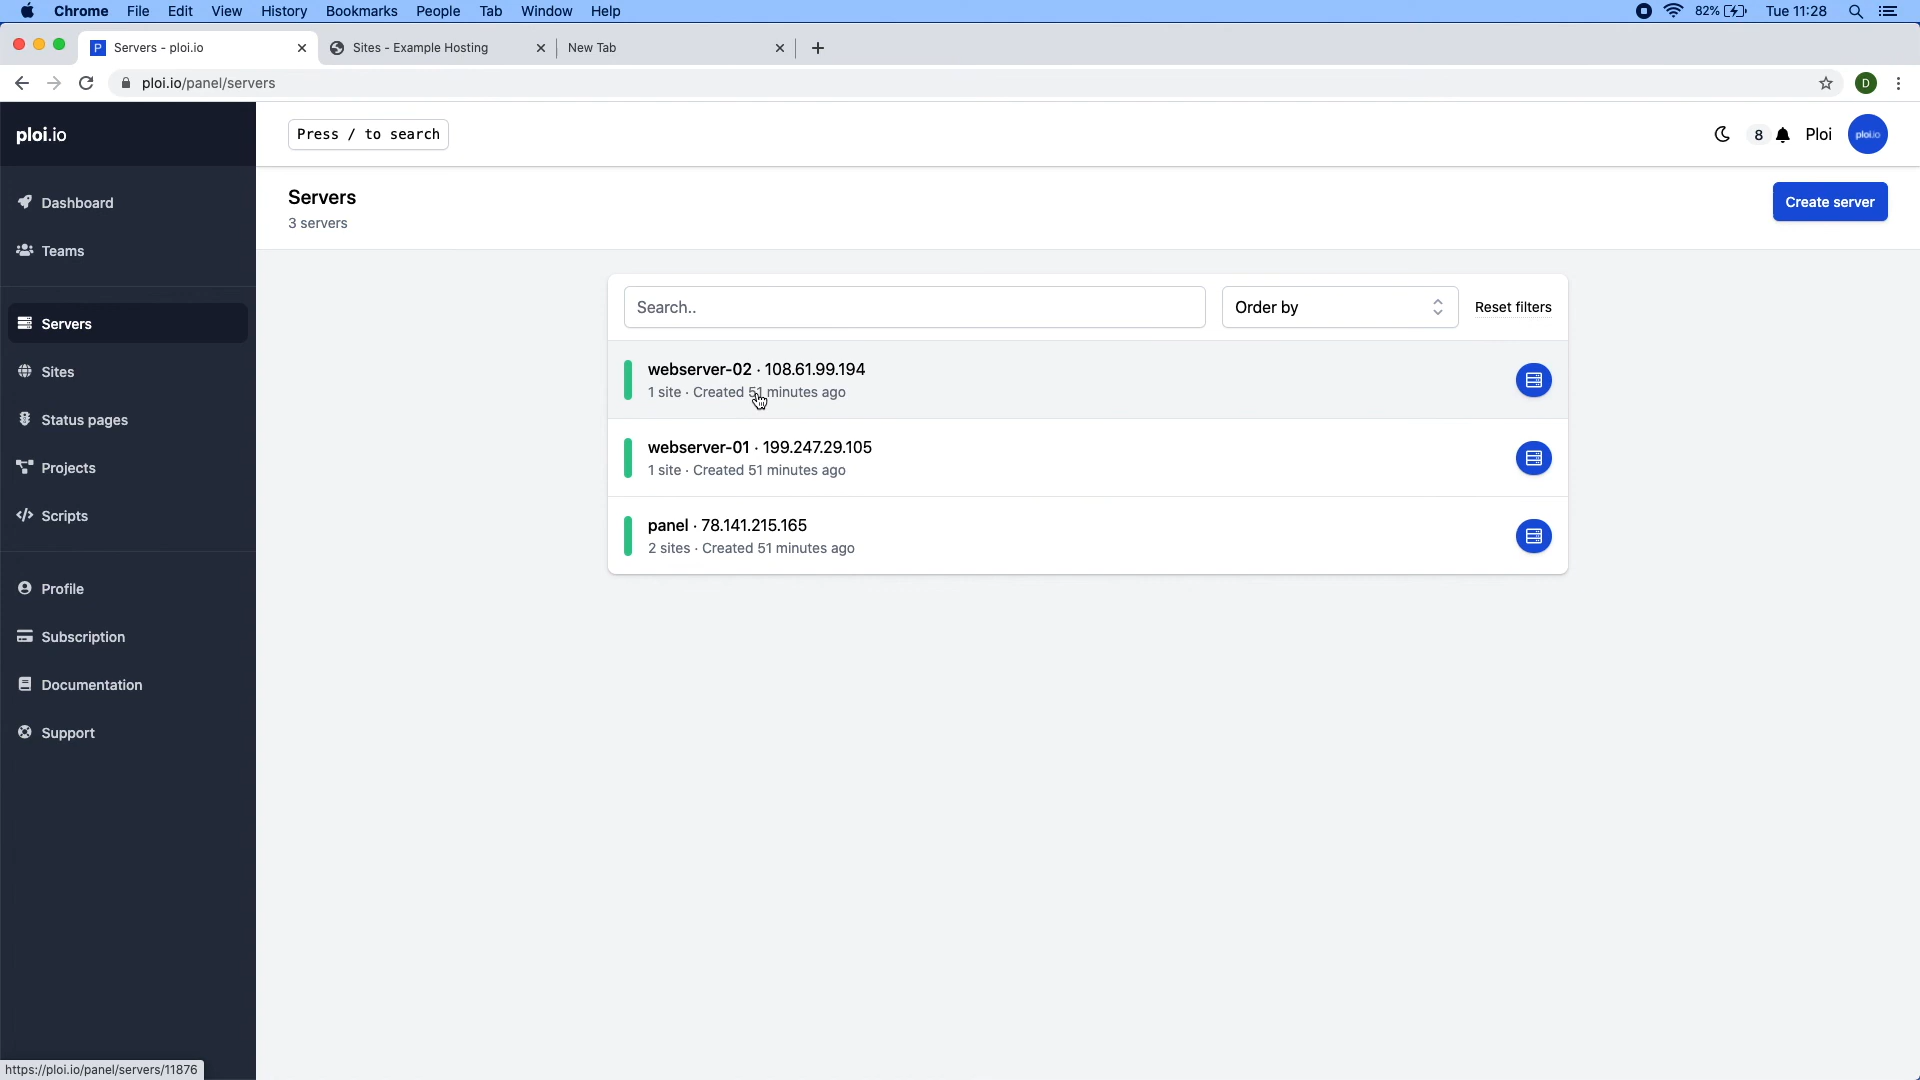 Chrome File Edit View History Bookmarks People Tab Window Help 82% Tue 11:28
P Servers - ploi.io Sites - Example Hosting New Tab
ploi.io/panel/servers D
ploi.io
Press / to search
8 Ploi ploi.io
Dashboard
Teams
Servers
Sites
Status pages
Projects
Scripts
Profile
Subscription
Documentation
Support
Servers
3 servers
Create server
Search..
Order by
Reset filters
webserver-02 · 108.61.99.194
1 site · Created 51 minutes ago
webserver-01 · 199.247.29.105
1 site · Created 51 minutes ago
panel · 78.141.215.165
2 sites · Created 51 minutes ago
https://ploi.io/panel/servers/11876